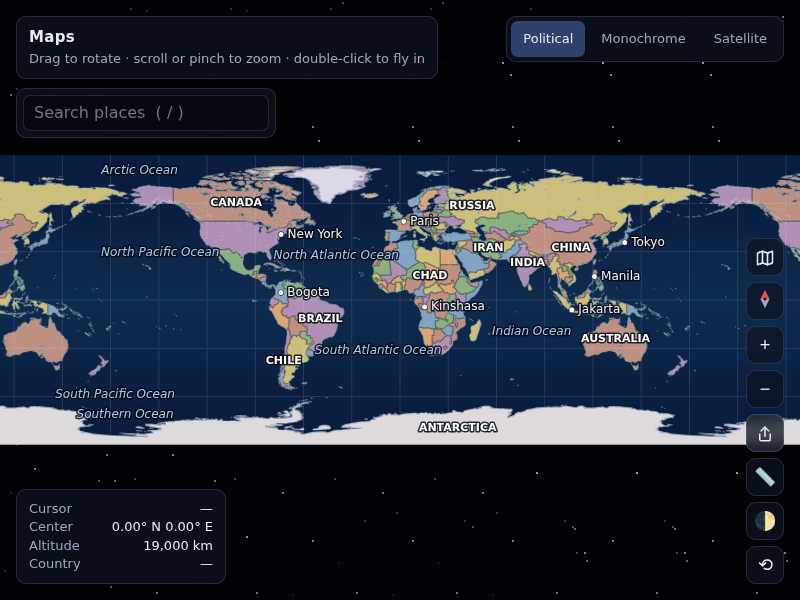 Maps
Drag to rotate · scroll or pinch to zoom · double-click to fly in
Political Monochrome Satellite
Search places ( / )
Arctic Ocean
CANADA
RUSSIA
Paris
New York
Tokyo
North Pacific Ocean
North Atlantic Ocean
IRAN
CHINA
INDIA
CHAD
Manila
Bogota
Kinshasa
Jakarta
BRAZIL
Indian Ocean
AUSTRALIA
South Atlantic Ocean
CHILE
South Pacific Ocean
Southern Ocean
ANTARCTICA
Cursor —
Center 0.00° N 0.00° E
Altitude 19,000 km
Country —